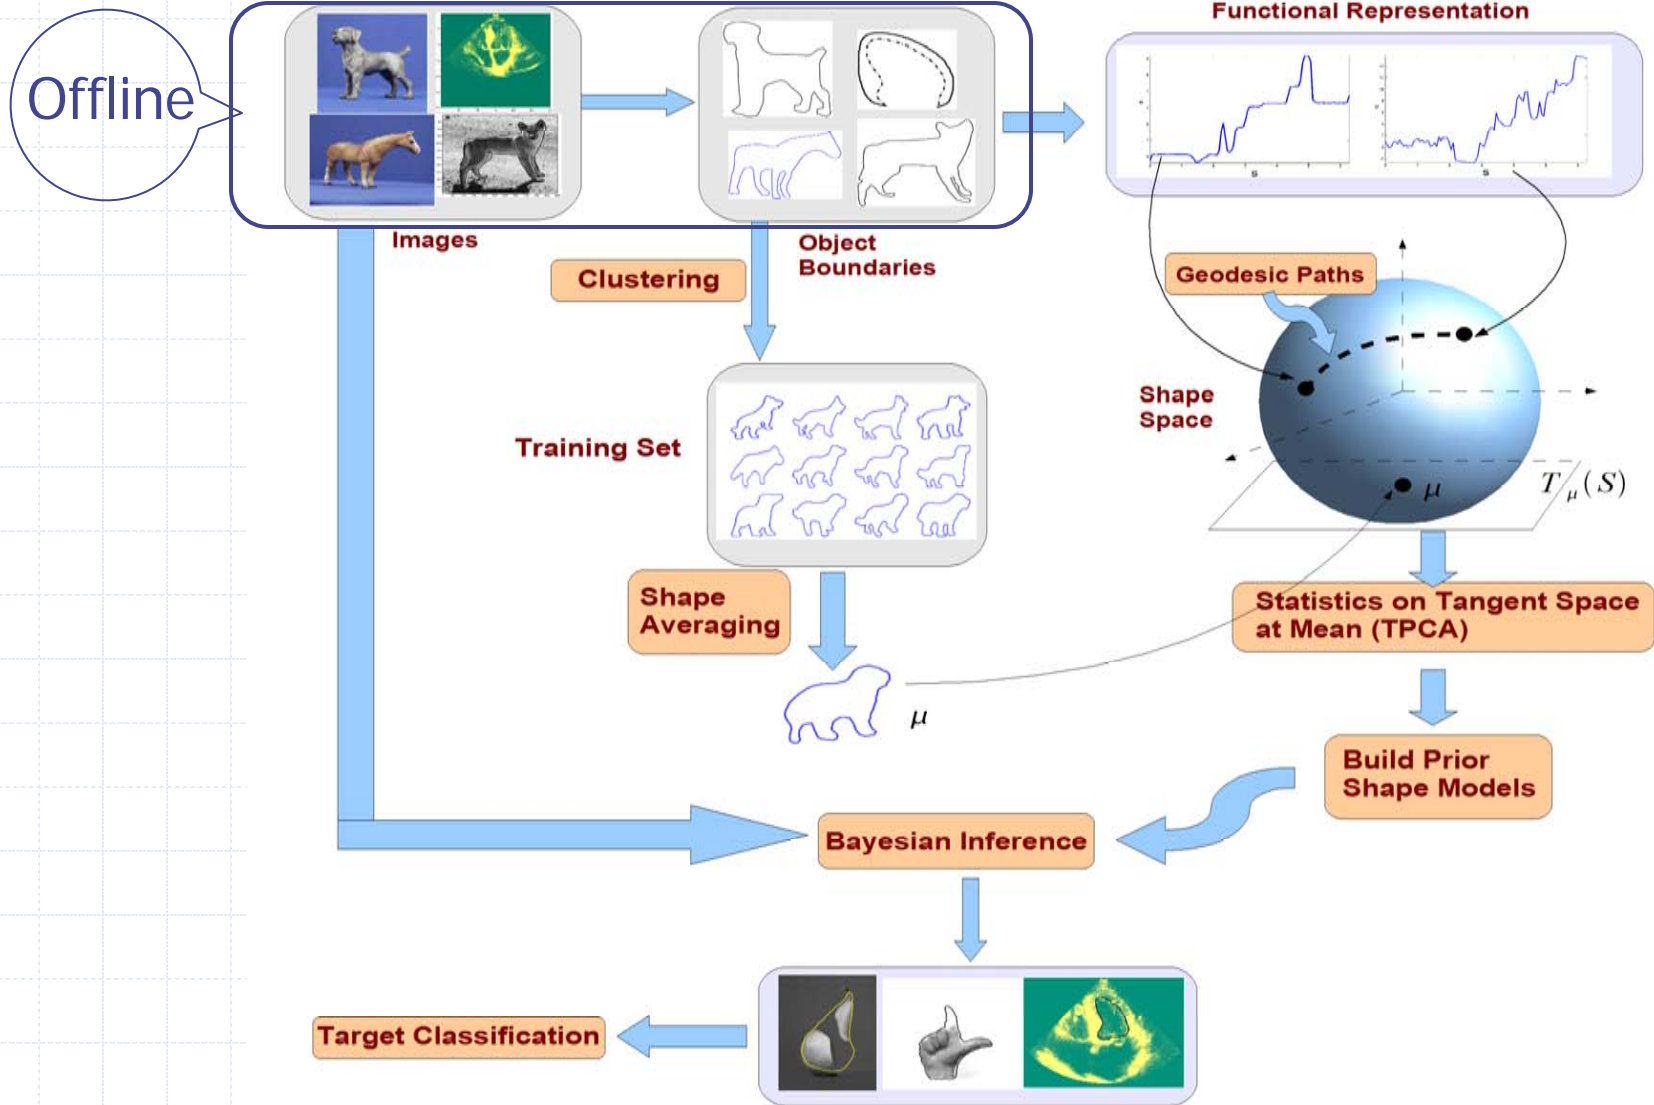 Offline
Functional Representation
s
s
Images
Object
Boundaries
Clustering
Geodesic Paths
Shape
Space
Training Set
μ
T μ (S)
Shape
Averaging
Statistics on Tangent Space
at Mean (TPCA)
μ
Build Prior
Shape Models
Bayesian Inference
Target Classification